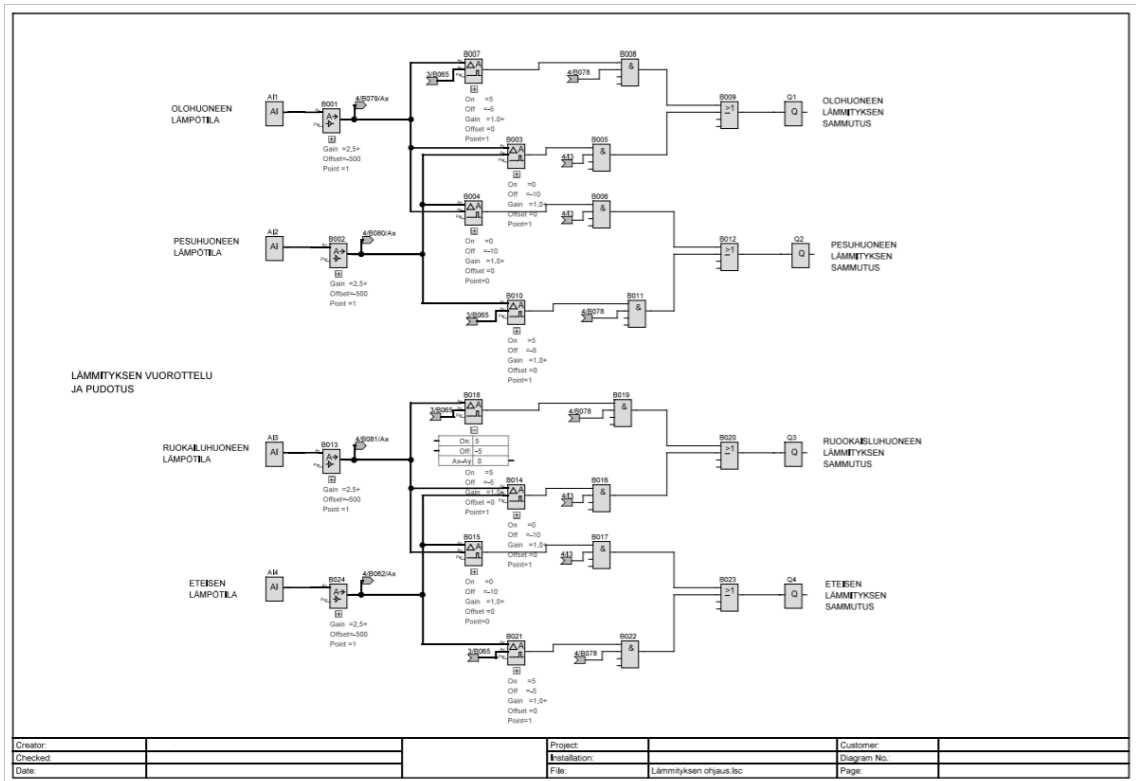 B007
B008
3/B065
4/B078
On =5
Off =-5
Gain =1.0+
Offset=0
Point=1
AI1
AI
OLOHUONEEN
LÄMPÖTILA
B001
4/B079/Ax
Gain =2.5+
Offset=-500
Point =1
B009
Q1
Q
OLOHUONEEN
LÄMMITYKSEN
SAMMUTUS
B003
B005
4/I3
On =0
Off =-10
Gain =1.0+
Offset =0
Point=1
B004
B006
4/I3
On =0
Off =-10
Gain =1.0+
Offset =0
Point=0
AI2
AI
PESUHUONEEN
LÄMPÖTILA
B002
4/B080/Ax
Gain =2.5+
Offset=-500
Point =1
B012
Q2
Q
PESUHUONEEN
LÄMMITYKSEN
SAMMUTUS
B010
B011
3/B065
4/B078
On =5
Off =-5
Gain =1.0+
Offset =0
Point=1
LÄMMITYKSEN VUOROTTELU
JA PUDOTUS
B018
B019
3/B065
4/B078
On: 5
Off: -5
Ax-Ay 0
On =5
Off =-5
Gain =1.0+
Offset =0
Point=1
AI3
AI
RUOKAILUHUONEEN
LÄMPÖTILA
B013
4/B081/Ax
Gain =2.5+
Offset=-500
Point =1
B020
Q3
Q
RUOOKAISLUHUONEEN
LÄMMITYKSEN
SAMMUTUS
B014
B016
4/I3
On =0
Off =-10
Gain =1.0+
Offset =0
Point=1
B015
B017
4/I3
On =0
Off =-10
Gain =1.0+
Offset =0
Point=0
AI4
AI
ETEISEN
LÄMPÖTILA
B024
4/B082/Ax
Gain =2.5+
Offset=-500
Point =1
B023
Q4
Q
ETEISEN
LÄMMITYKSEN
SAMMUTUS
B021
B022
3/B065
4/B078
On =5
Off =-5
Gain =1.0+
Offset =0
Point=1
Creator: Project: Customer:
Checked: Installation: Diagram No.:
Date: File: Lämmityksen ohjaus.lsc Page: